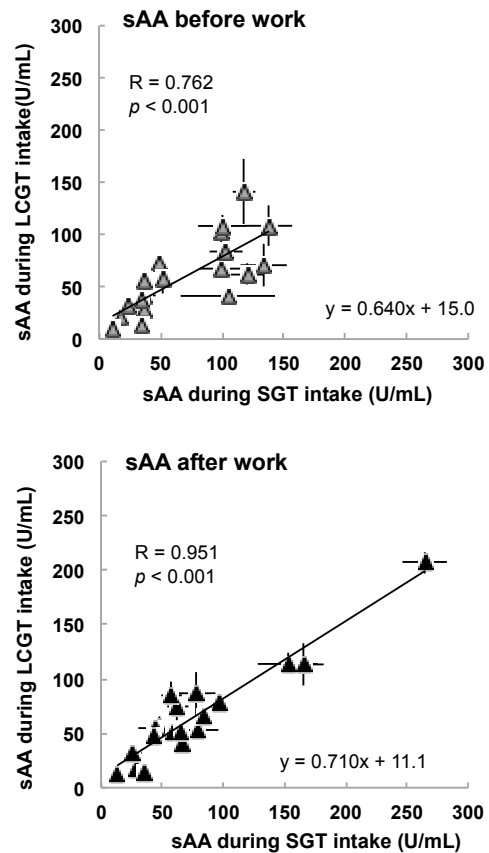 sAA before work
300
250
200
150
100
50
0
R = 0.762
p < 0.001
y = 0.640x + 15.0
0 50 100 150 200 250 300
sAA during LCGT intake(U/mL)
sAA during SGT intake (U/mL)
sAA after work
300
250
200
150
100
50
0
R = 0.951
p < 0.001
y = 0.710x + 11.1
0 50 100 150 200 250 300
sAA during LCGT intake (U/mL)
sAA during SGT intake (U/mL)